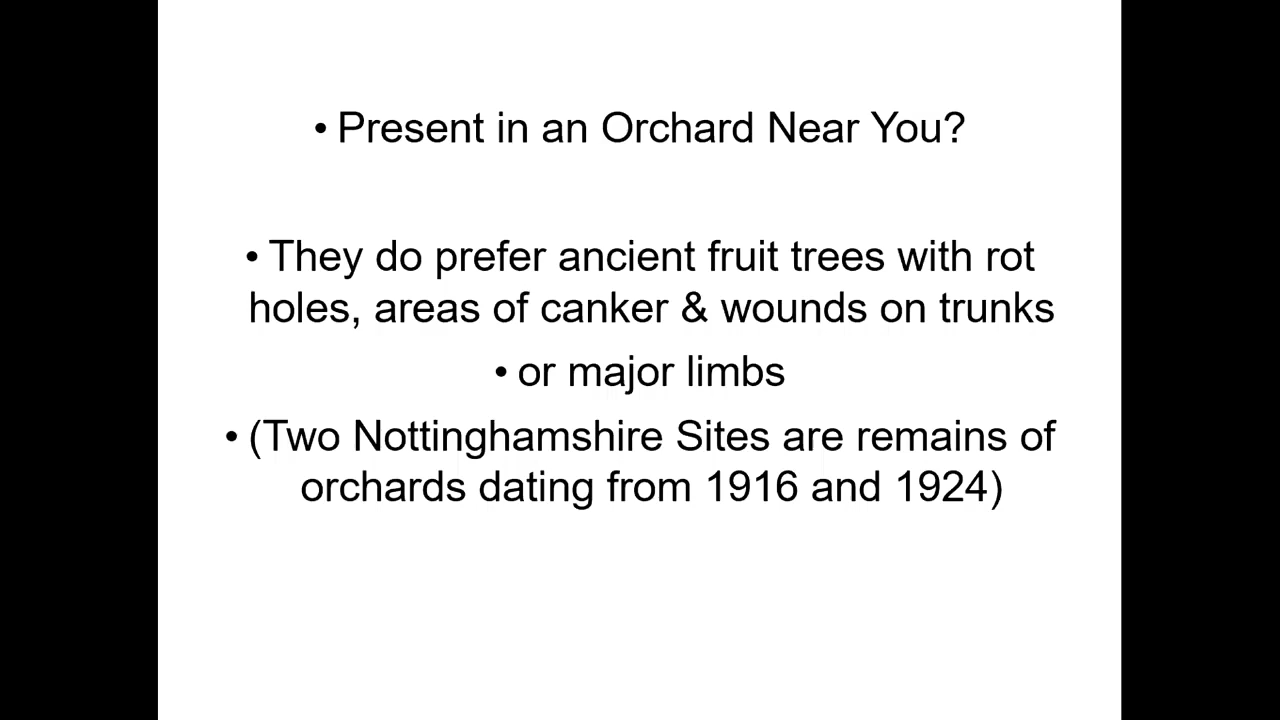 • Present in an Orchard Near You?
• They do prefer ancient fruit trees with rot
holes, areas of canker & wounds on trunks
• or major limbs
• (Two Nottinghamshire Sites are remains of
orchards dating from 1916 and 1924)